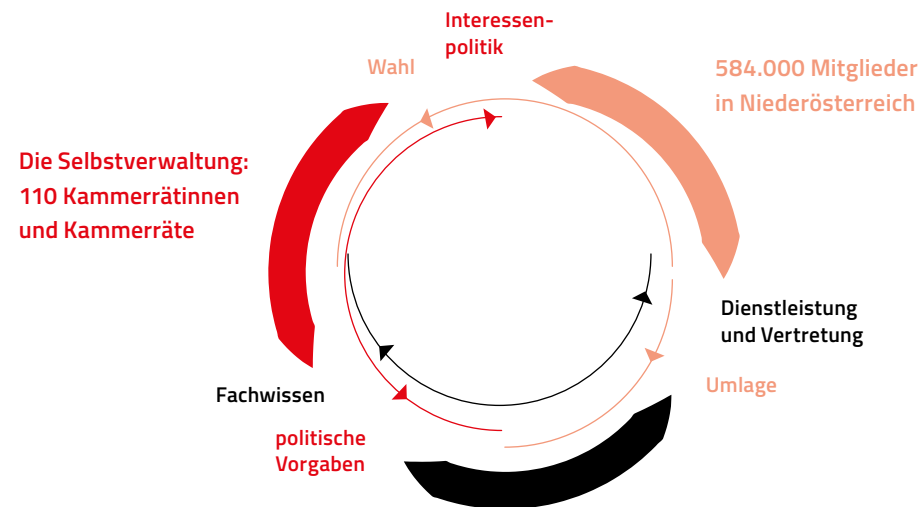 Interessen-
politik
Wahl
584.000 Mitglieder
in Niederösterreich
Die Selbstverwaltung:
110 Kammerrätinnen
und Kammerräte
Dienstleistung
und Vertretung
Umlage
Fachwissen
politische
Vorgaben